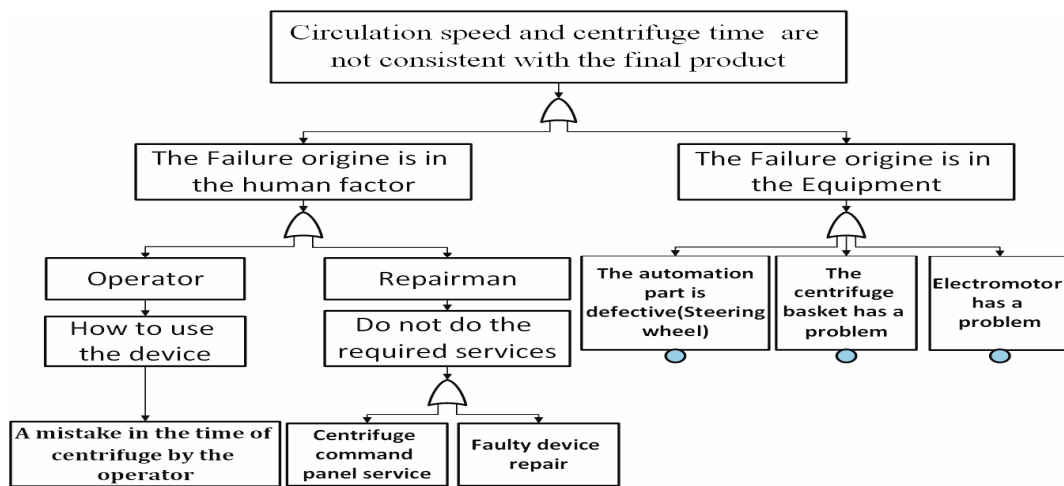 Circulation speed and centrifuge time are
not consistent with the final product
The Failure origine is in
the human factor
The Failure origine is in
the Equipment
Operator
Repairman
The automation
part is
defective(Steering
wheel)
The
centrifuge
basket has a
problem
Electromotor
has a
problem
How to use
the device
Do not do the
required services
A mistake in the time of
centrifuge by the
operator
Centrifuge
command
panel service
Faulty device
repair